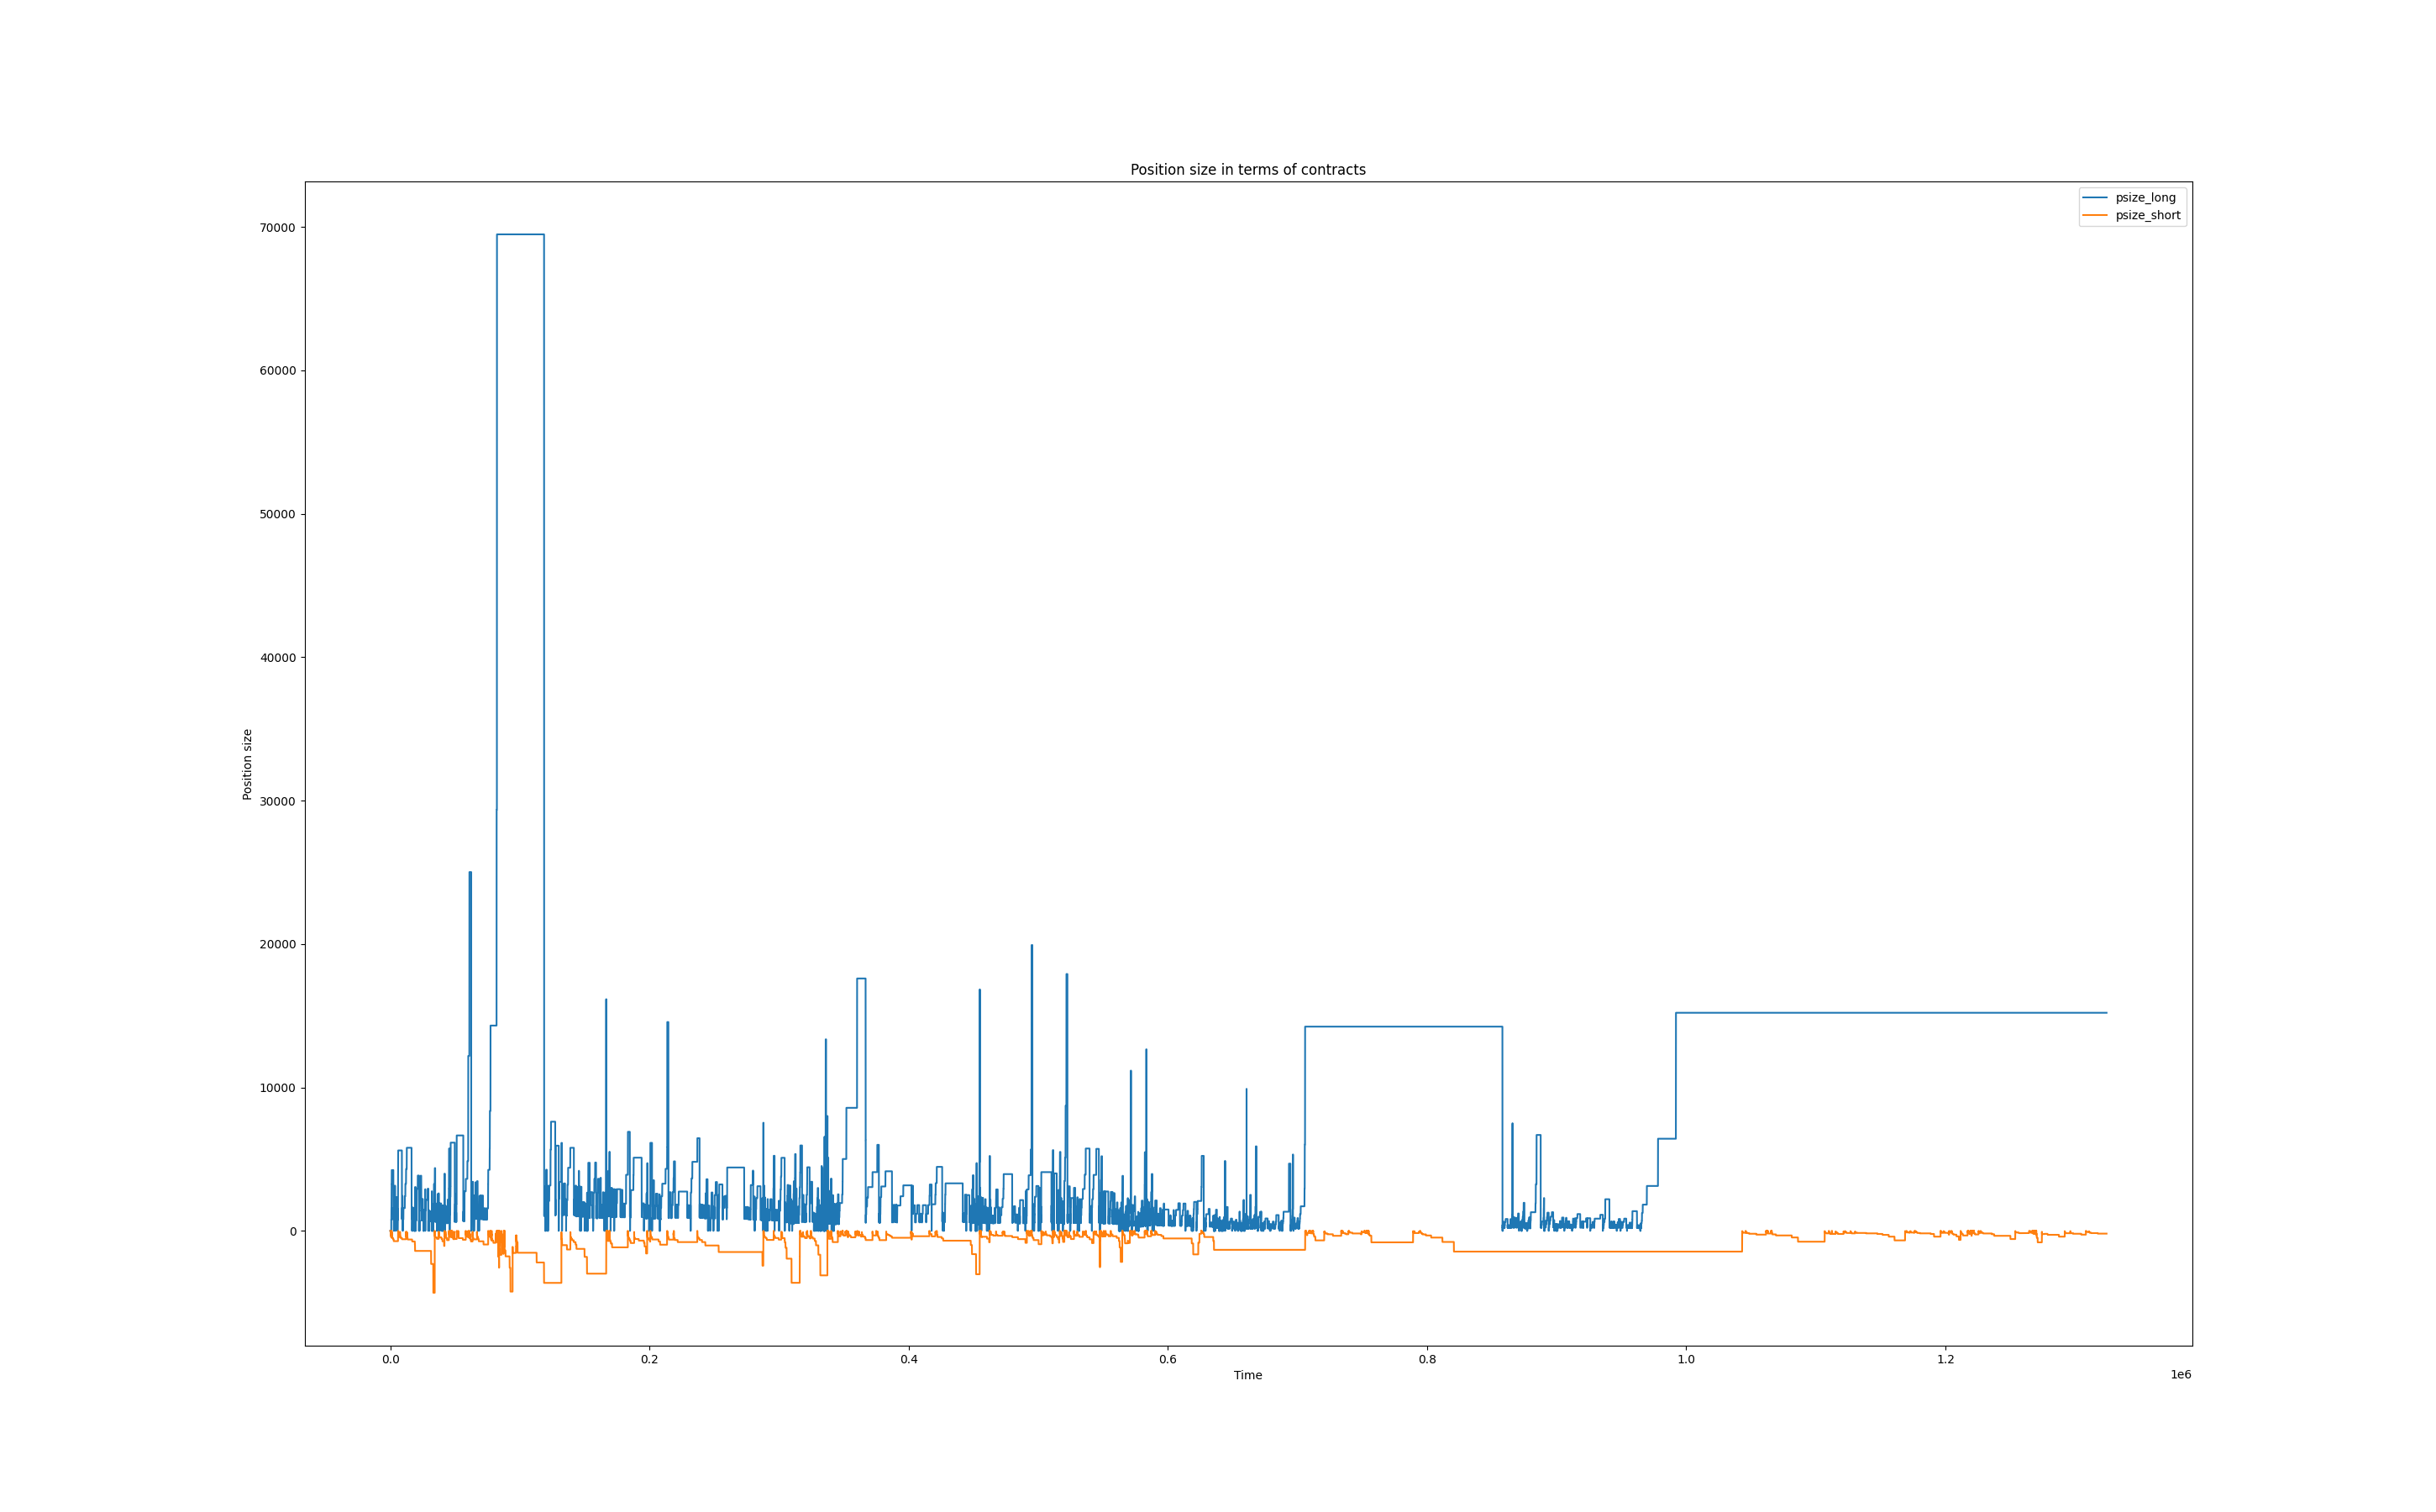 Position size in terms of contracts
psize_long
psize_short
70000
60000
50000
40000
30000
20000
10000
0
Position size
0.0
0.2
0.4
0.6
0.8
1.0
1.2
Time
1e6